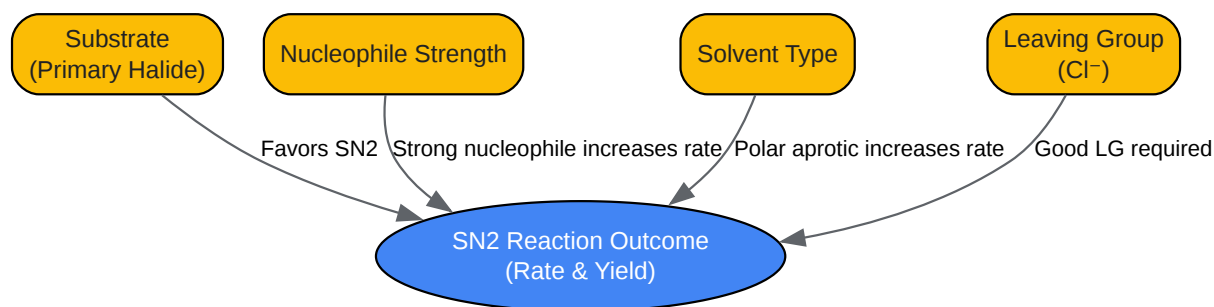 Substrate
(Primary Halide)
Nucleophile Strength
Solvent Type
Leaving Group
(Cl⁻)
Favors SN2
Strong nucleophile increases rate
Polar aprotic increases rate
Good LG required
SN2 Reaction Outcome
(Rate & Yield)